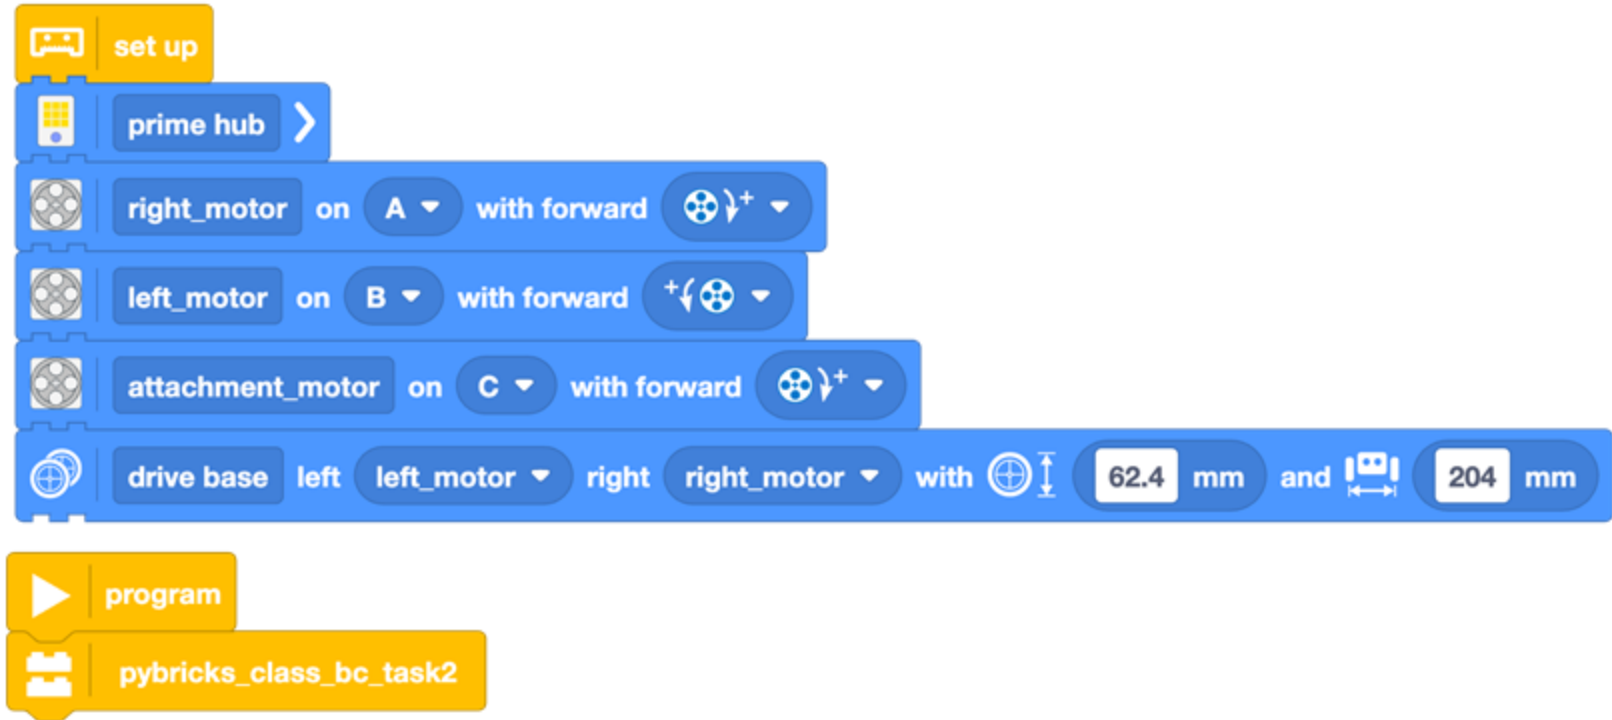 set up
prime hub
right_motor on A with forward +
left_motor on B with forward +
attachment_motor on C with forward +
drive base left left_motor right right_motor with 62.4 mm and 204 mm
program
pybricks_class_bc_task2